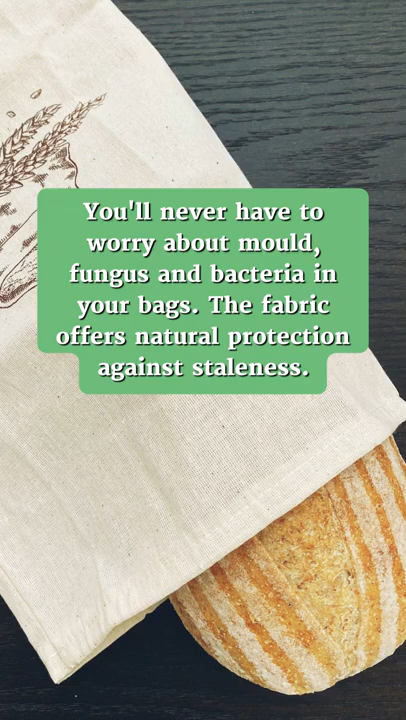 You'll never have to
worry about mould,
fungus and bacteria in
your bags. The fabric
offers natural protection
against staleness.